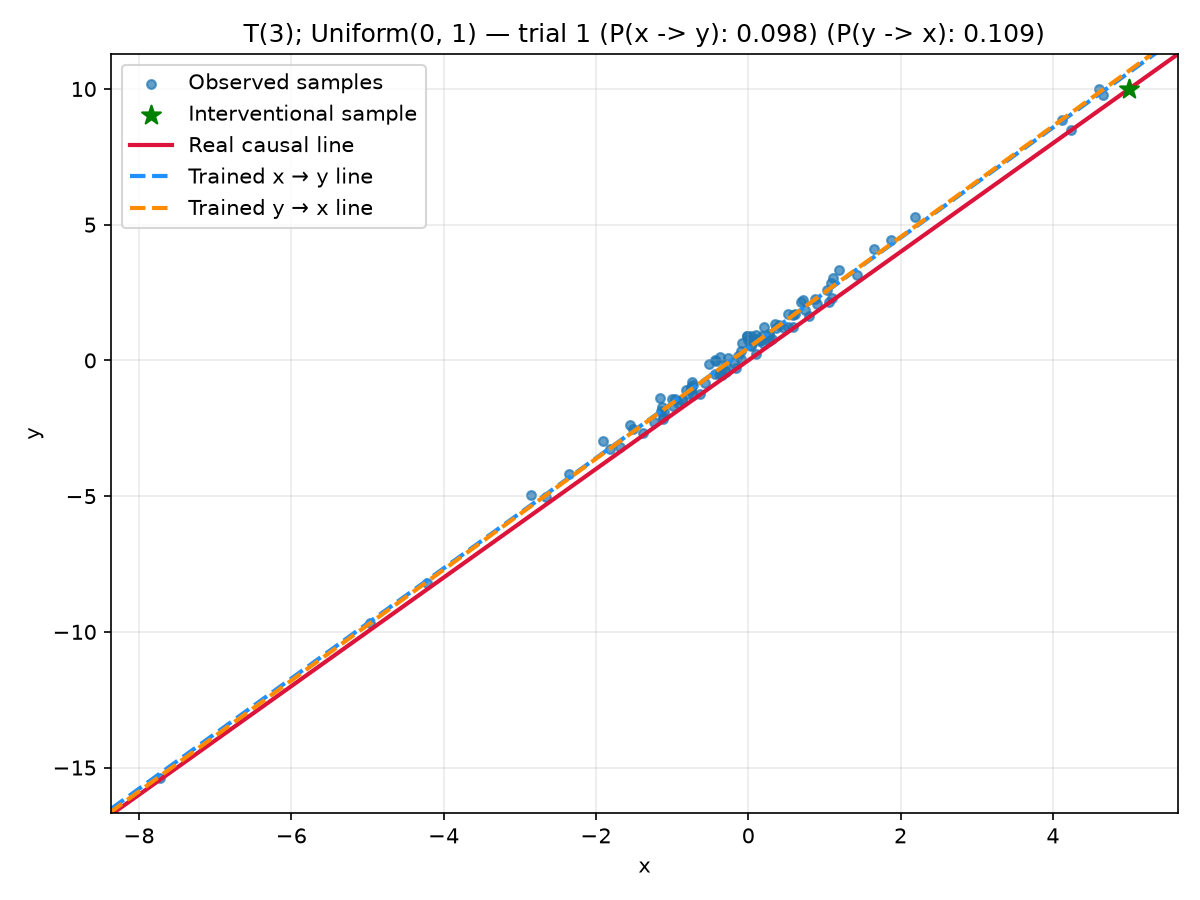 T(3); Uniform(0, 1) — trial 1 (P(x -> y): 0.098) (P(y -> x): 0.109)
Observed samples
Interventional sample
Real causal line
Trained x → y line
Trained y → x line
10
5
0
−5
−10
−15
y
−8
−6
−4
−2
0
2
4
x